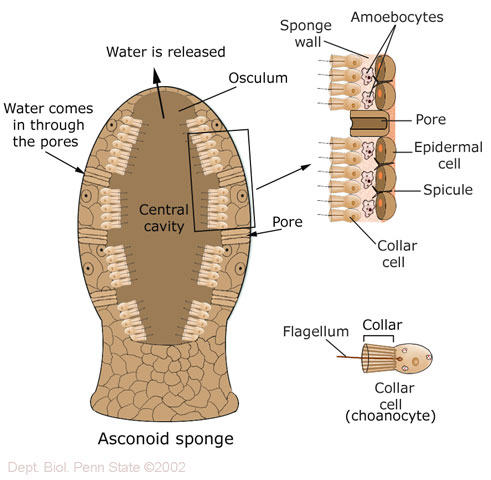 Water is released
Osculum
Water comes
in through
the pores
Central
cavity
Pore
Asconoid sponge
Amoebocytes
Sponge
wall
Pore
Epidermal
cell
Spicule
Collar
cell
Flagellum
Collar
Collar
cell
(choanocyte)
Dept. Biol. Penn State ©2002